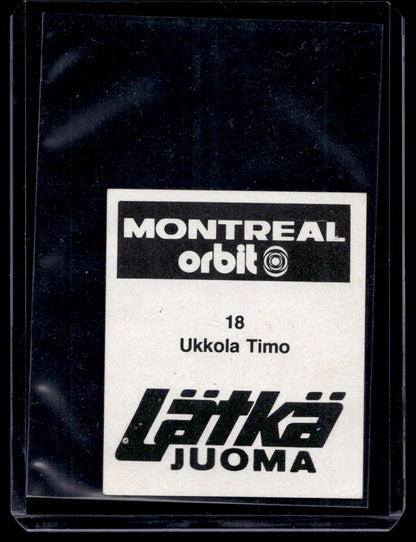 MONTREAL
orbit
18
Ukkola Timo
Lätkä
JUOMA